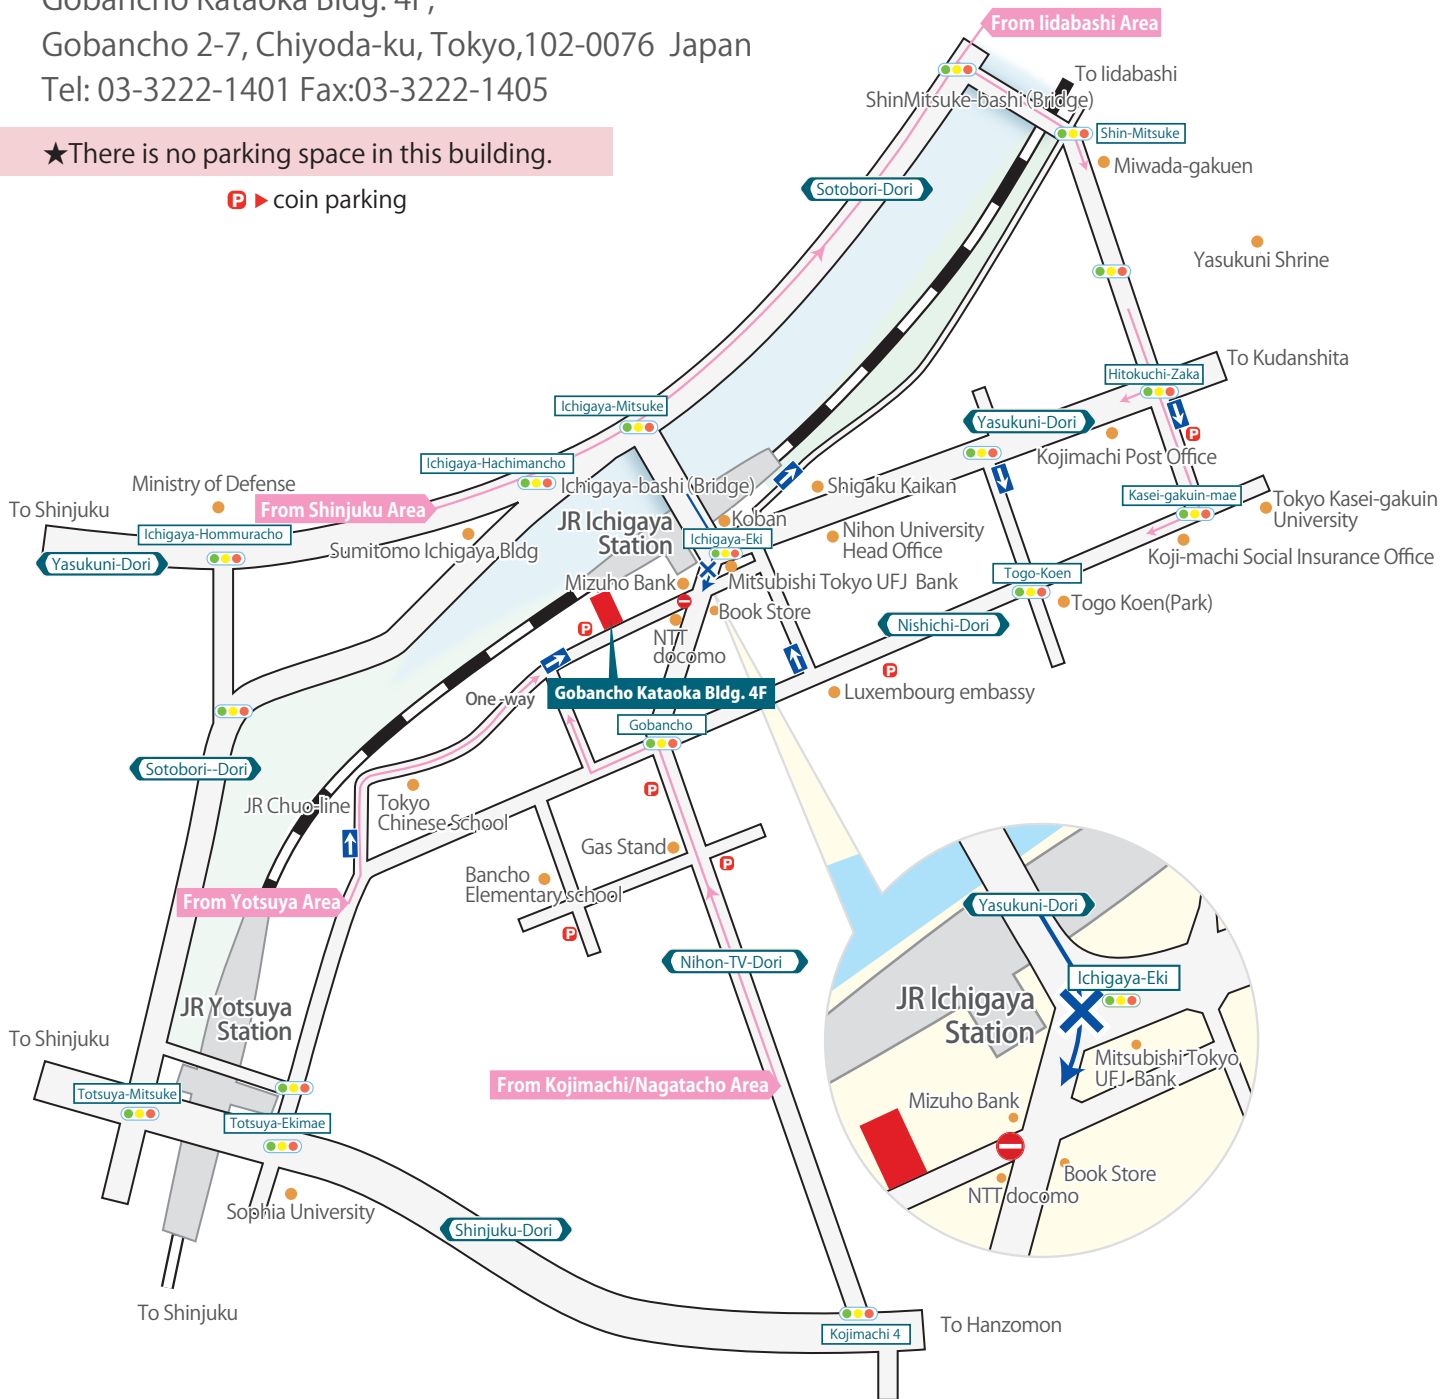 Gobancho Kataoka Bldg. 4F,
Gobancho 2-7, Chiyoda-ku, Tokyo,102-0076 Japan
Tel: 03-3222-1401 Fax:03-3222-1405
★There is no parking space in this building.
P ▶ coin parking
From Iidabashi Area
To Iidabashi
ShinMitsuke-bashi (Bridge)
Shin-Mitsuke
Miwada-gakuen
Sotobori-Dori
Yasukuni Shrine
To Kudanshita
Hitokuchi-Zaka
Ichigaya-Mitsuke
Yasukuni-Dori
P
Kojimachi Post Office
Ichigaya-Hachimancho
Ministry of Defense
Ichigaya-bashi (Bridge)
Shigaku Kaikan
Kasei-gakuin-mae
Tokyo Kasei-gakuin
University
To Shinjuku
From Shinjuku Area
JR Ichigaya
Station
Koban
Nihon University
Head Office
Ichigaya-Hommuracho
Sumitomo Ichigaya Bldg
Ichigaya-Eki
Koji-machi Social Insurance Office
Yasukuni-Dori
Mizuho Bank
Mitsubishi Tokyo UFJ Bank
Togo-Koen
Togo Koen(Park)
Book Store
P
NTT
docomo
Nishichi-Dori
P
One-way
Gobancho Kataoka Bldg. 4F
Luxembourg embassy
Gobancho
Sotobori--Dori
JR Chuo-line
Tokyo
Chinese School
P
Gas Stand
P
Bancho
Elementary school
From Yotsuya Area
P
Nihon-TV-Dori
Yasukuni-Dori
Ichigaya-Eki
JR Ichigaya
Station
JR Yotsuya
Station
To Shinjuku
Mitsubishi Tokyo
UFJ-Bank
From Kojimachi/Nagatacho Area
Totsuya-Mitsuke
Mizuho Bank
Totsuya-Ekimae
Book Store
NTT docomo
Sophia University
Shinjuku-Dori
To Shinjuku
To Hanzomon
Kojimachi 4